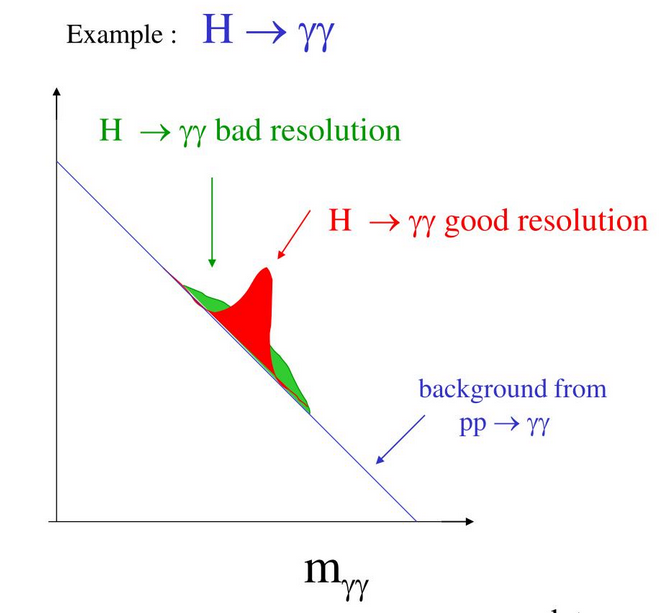 Example : H → γγ
H → γγ bad resolution
H → γγ good resolution
background from
pp → γγ
mγγ